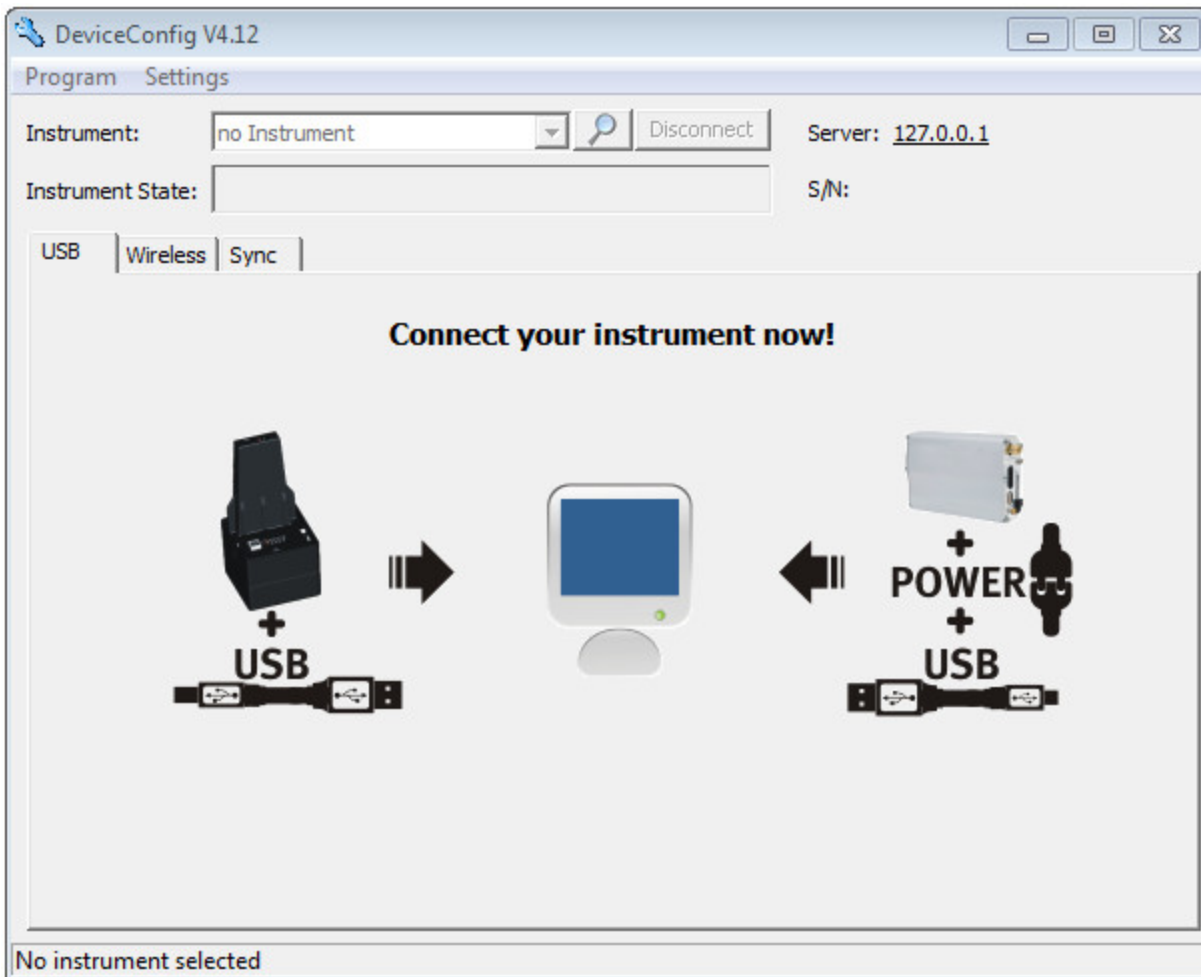 DeviceConfig V4.12
Program Settings
Instrument: no Instrument Disconnect Server: 127.0.0.1
Instrument State: S/N:
USB Wireless Sync
Connect your instrument now!
+
POWER
+
+
USB
USB
No instrument selected